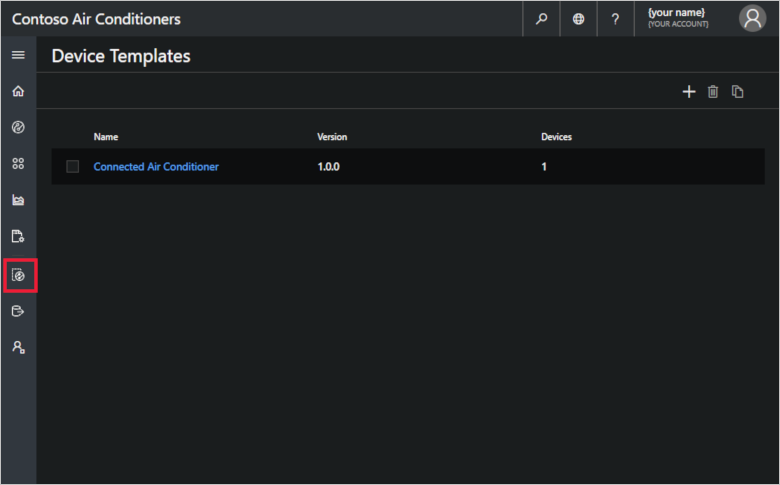 Contoso Air Conditioners
?
{your name}
{YOUR ACCOUNT}
Device Templates
Name Version Devices
Connected Air Conditioner 1.0.0 1